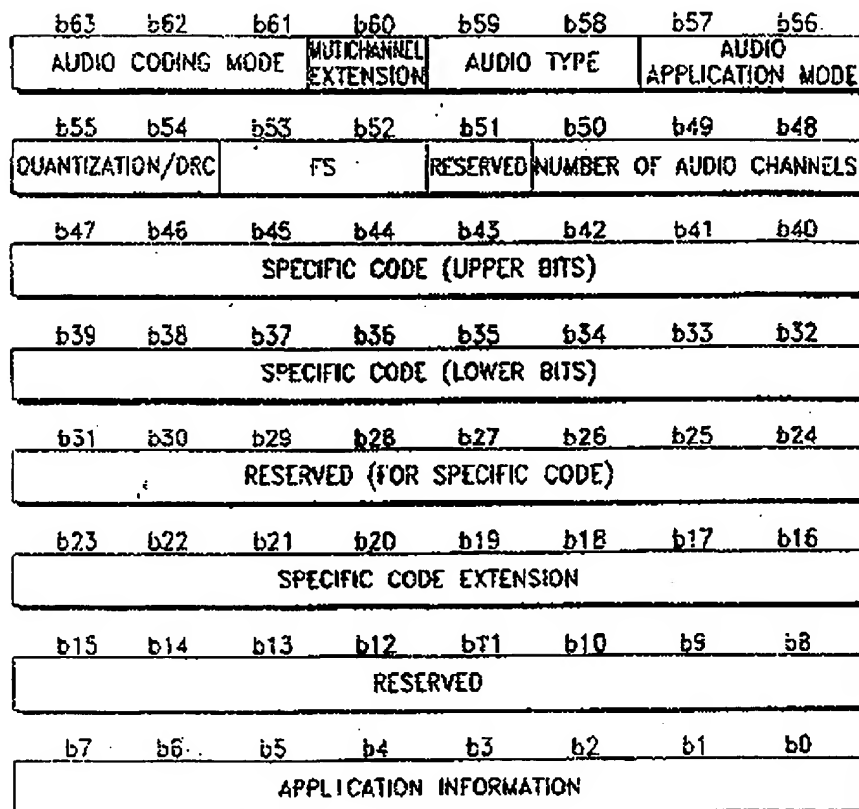 b63 b62 b61 b60 b59 b58 b57 b56
AUDIO CODING MODE MUTICHANNEL EXTENSION AUDIO TYPE AUDIO APPLICATION MODE
b55 b54 b53 b52 b51 b50 b49 b48
QUANTIZATION/DRC FS RESERVED NUMBER OF AUDIO CHANNELS
b47 b46 b45 b44 b43 b42 b41 b40
SPECIFIC CODE (UPPER BITS)
b39 b38 b37 b36 b35 b34 b33 b32
SPECIFIC CODE (LOWER BITS)
b31 b30 b29 b28 b27 b26 b25 b24
RESERVED (FOR SPECIFIC CODE)
b23 b22 b21 b20 b19 b18 b17 b16
SPECIFIC CODE EXTENSION
b15 b14 b13 b12 b11 b10 b9 b8
RESERVED
b7 b6 b5 b4 b3 b2 b1 b0
APPLICATION INFORMATION